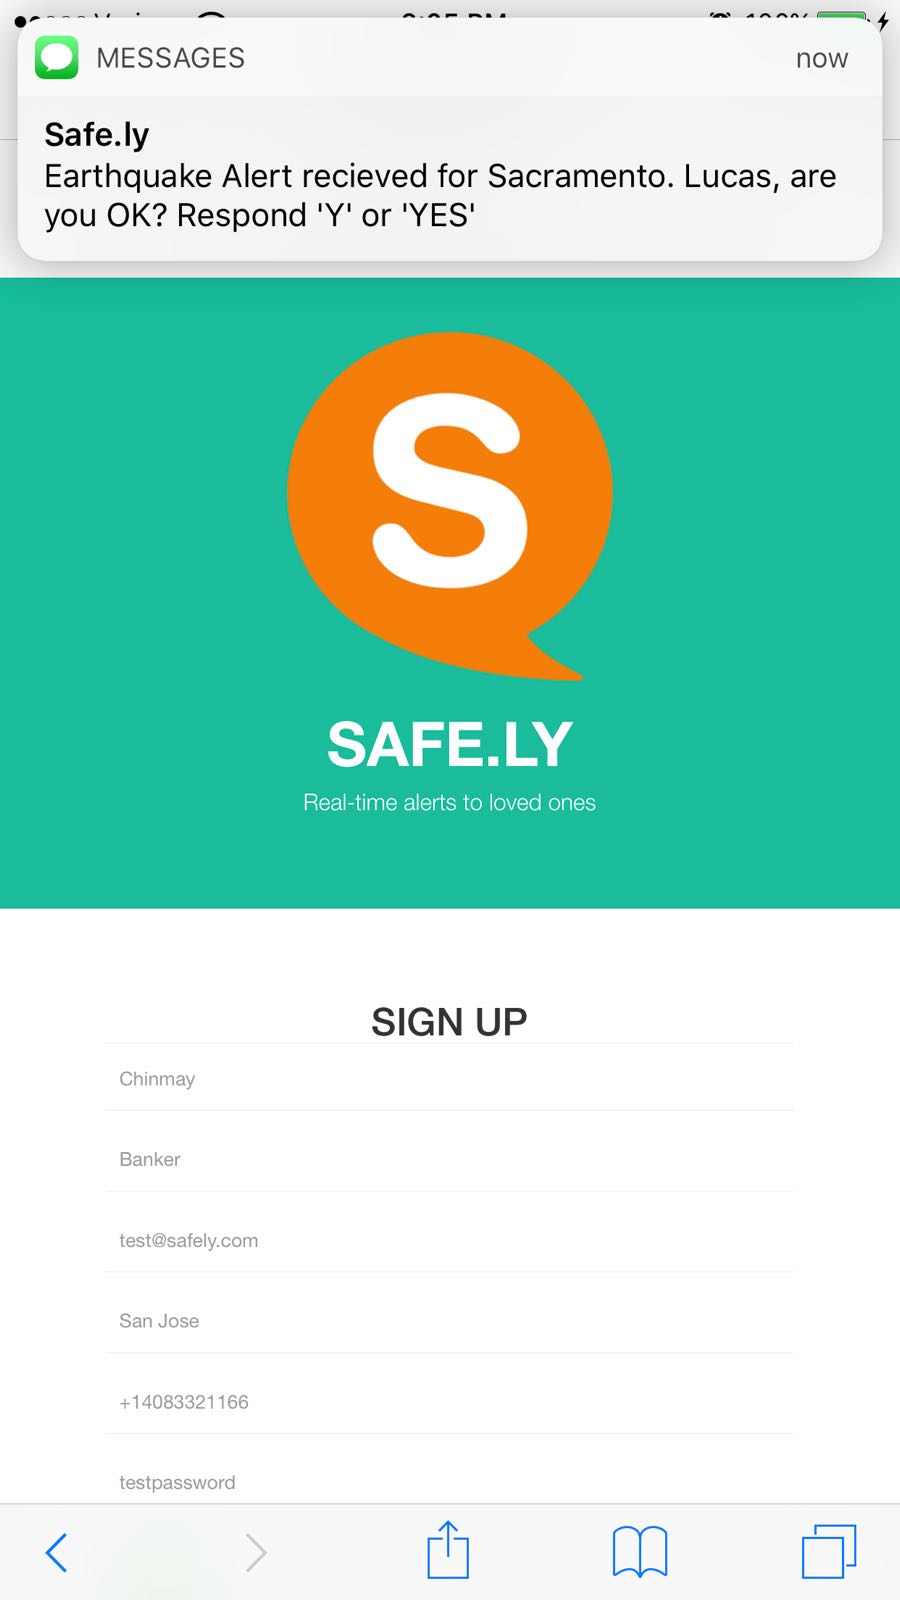 MESSAGES now
Safe.ly
Earthquake Alert recieved for Sacramento. Lucas, are
you OK? Respond 'Y' or 'YES'
S
SAFE.LY
Real-time alerts to loved ones
SIGN UP
Chinmay
Banker
test@safely.com
San Jose
+14083321166
testpassword